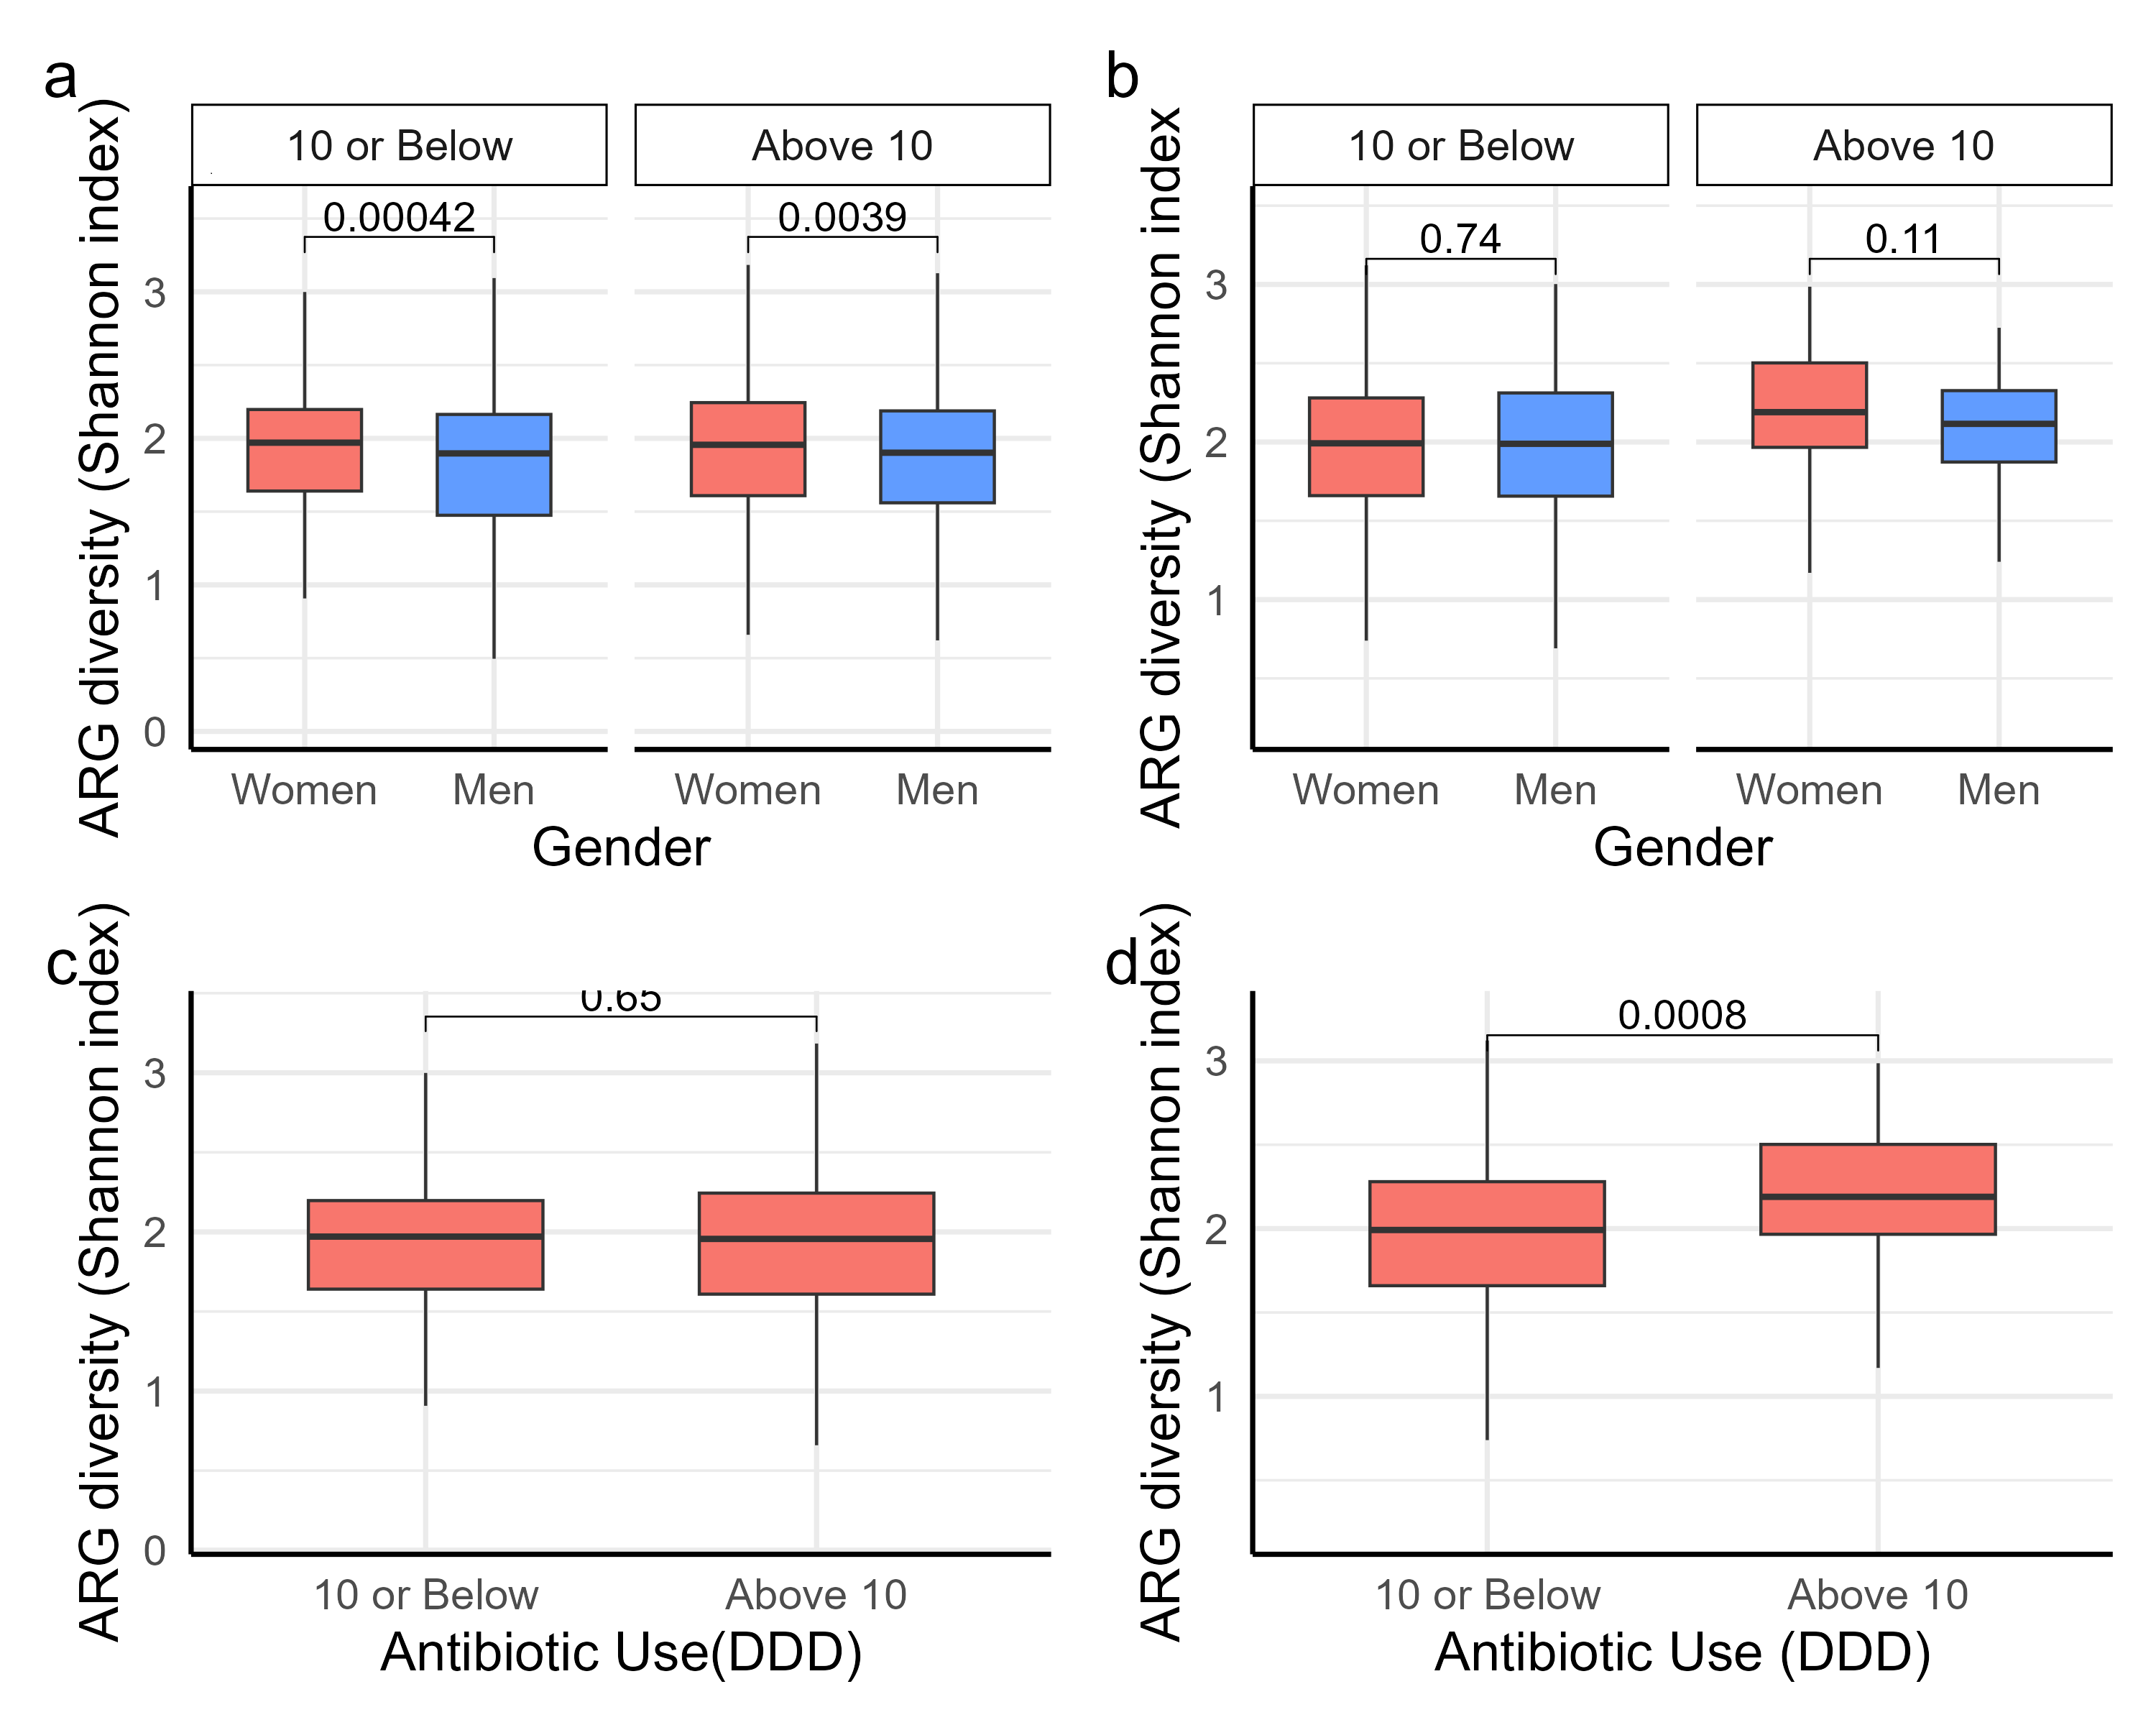 a
ARG diversity (Shannon index)
10 or Below
Above 10
0.00042
0.0039
3
2
1
0
Women
Men
Women
Men
Gender
b
ARG diversity (Shannon index
10 or Below
Above 10
0.74
0.11
3
2
1
Women
Men
Women
Men
Gender
c
ARG diversity (Shannon index)
0.65
3
2
1
0
10 or Below
Above 10
Antibiotic Use(DDD)
d
ARG diversity (Shannon index)
0.0008
3
2
1
10 or Below
Above 10
Antibiotic Use (DDD)